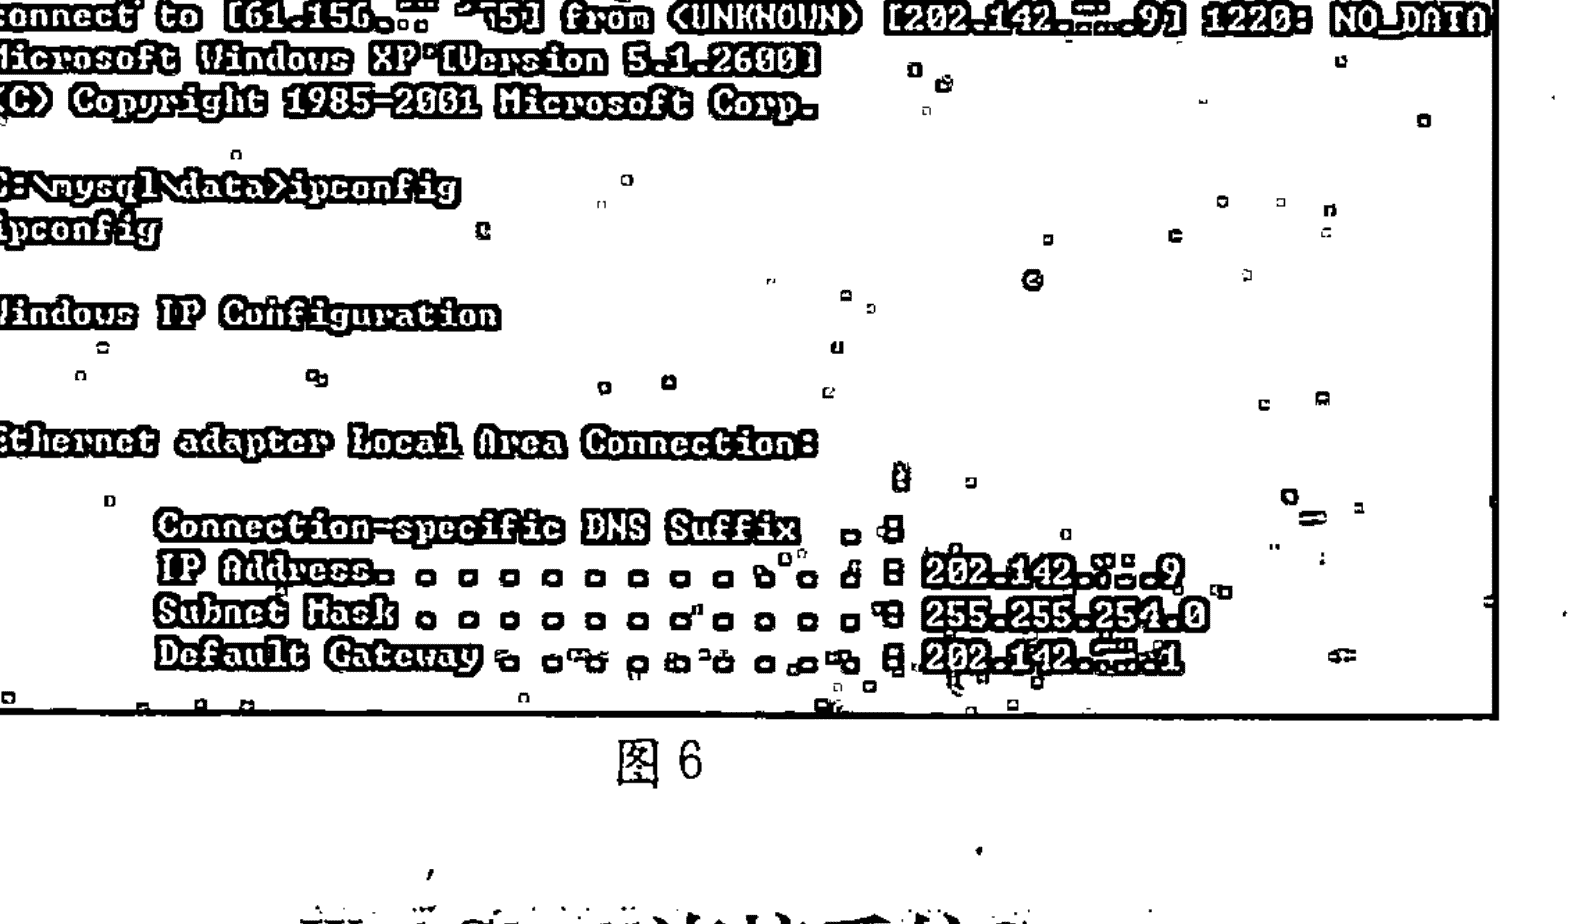 connect to [61.156. 5] from (UNKNOWN) [202.142. .9] 1220: NO_DATA
Microsoft Windows XP [Version 5.1.2600]
(C) Copyright 1985-2001 Microsoft Corp.
C:\mysql\data>ipconfig
ipconfig
Windows IP Configuration
Ethernet adapter Local Area Connection:
Connection-specific DNS Suffix . :
IP Address. . . . . . . . . . . . : 202.142. .9
Subnet Mask . . . . . . . . . . . : 255.255.254.0
Default Gateway . . . . . . . . . : 202.142. .1
图 6